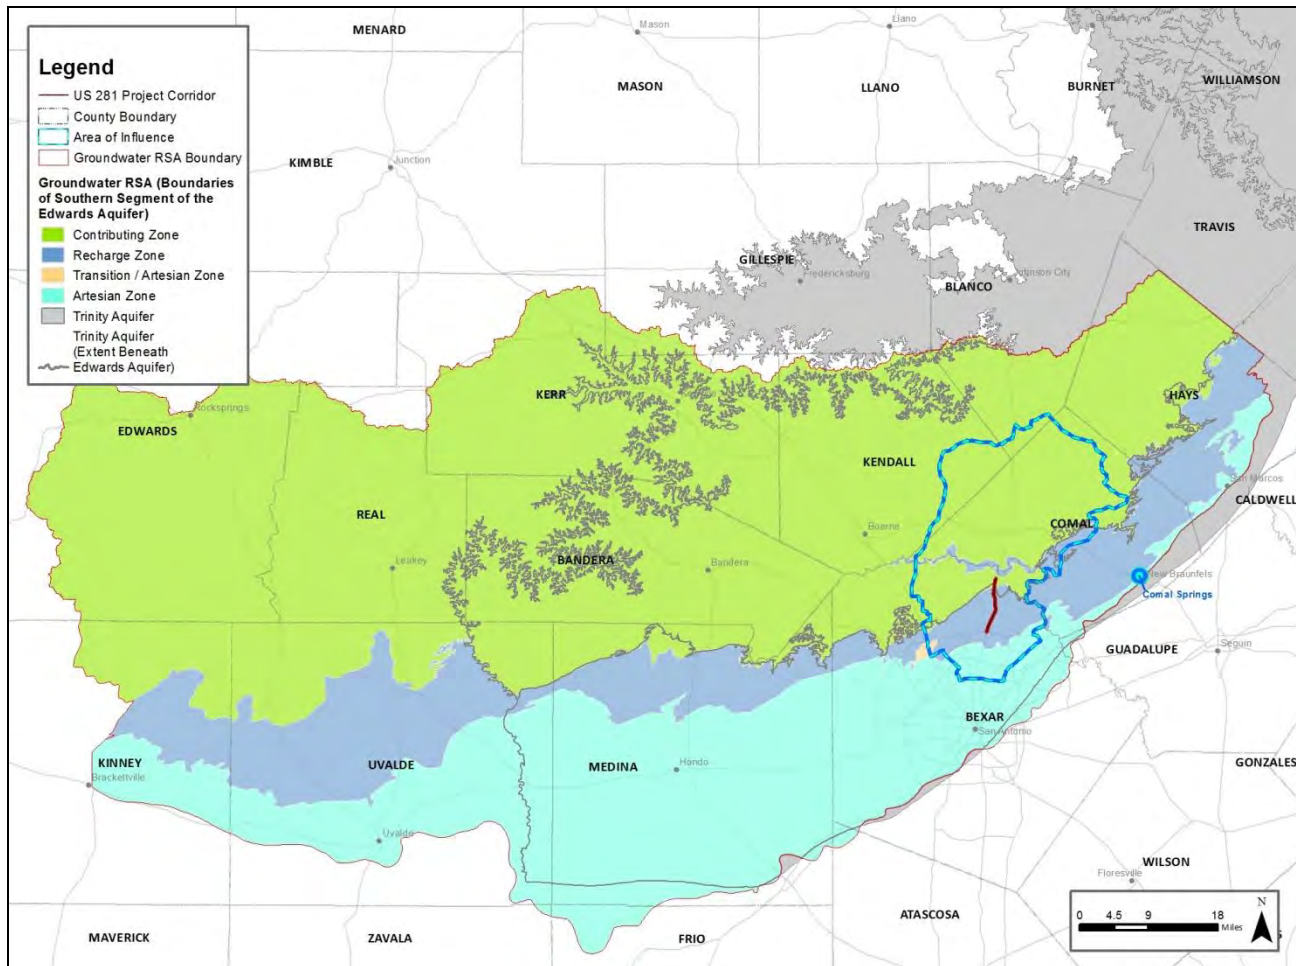 Legend
US 281 Project Corridor
County Boundary
Area of Influence
Groundwater RSA Boundary
Groundwater RSA (Boundaries
of Southern Segment of the
Edwards Aquifer)
Contributing Zone
Recharge Zone
Transition / Artesian Zone
Artesian Zone
Trinity Aquifer
Trinity Aquifer
(Extent Beneath
Edwards Aquifer)
MENARD
Mason
Llano
Burnet
MASON
LLANO
BURNET
WILLIAMSON
KIMBLE
Junction
TRAVIS
GILLESPIE
Fredericksburg
Johnson City
BLANCO
KERR
HAYS
Rocksprings
EDWARDS
KENDALL
San Marcos
CALDWELL
REAL
COMAL
Boerne
Leakey
BANDERA
Bandera
New Braunfels
Comal Springs
GUADALUPE
Seguin
BEXAR
San Antonio
KINNEY
Brackettville
UVALDE
MEDINA
Hondo
GONZALES
Uvalde
WILSON
Floresville
ATASCOSA
MAVERICK
ZAVALA
FRIO
N
0 4.5 9 18
Miles